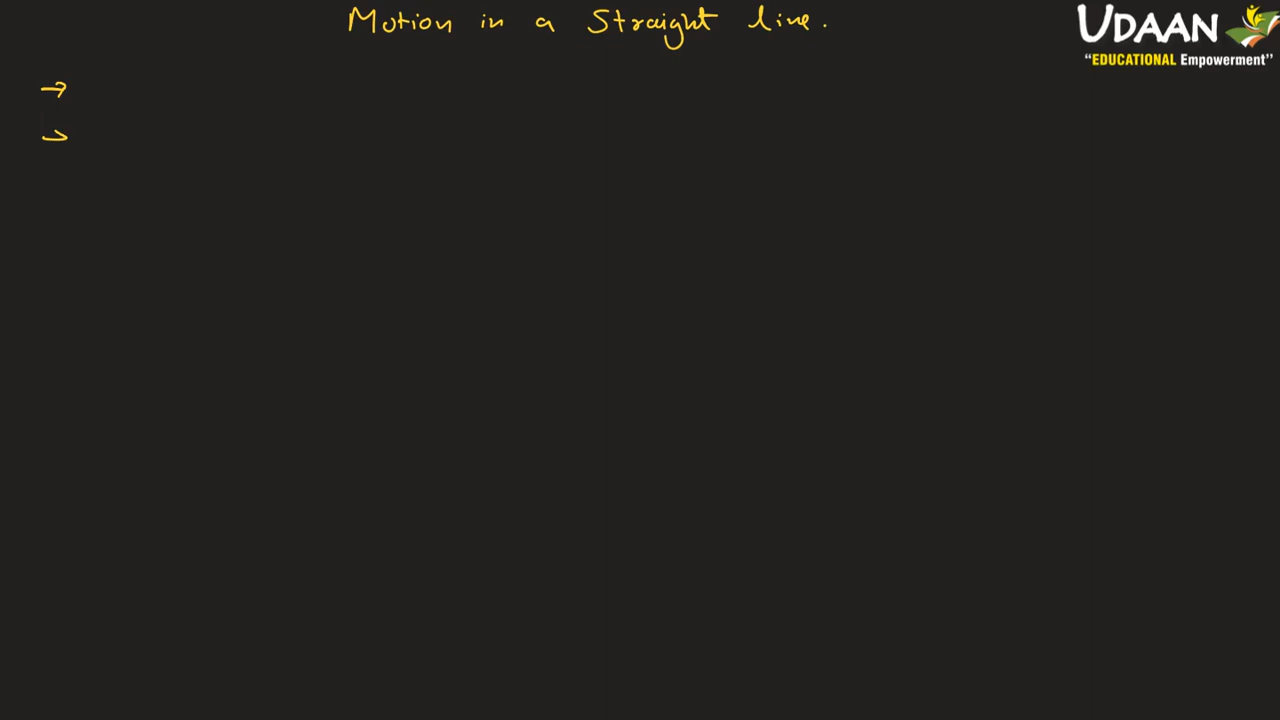 Motion in a Straight line.
UDAAN
"EDUCATIONAL Empowerment"
→
→